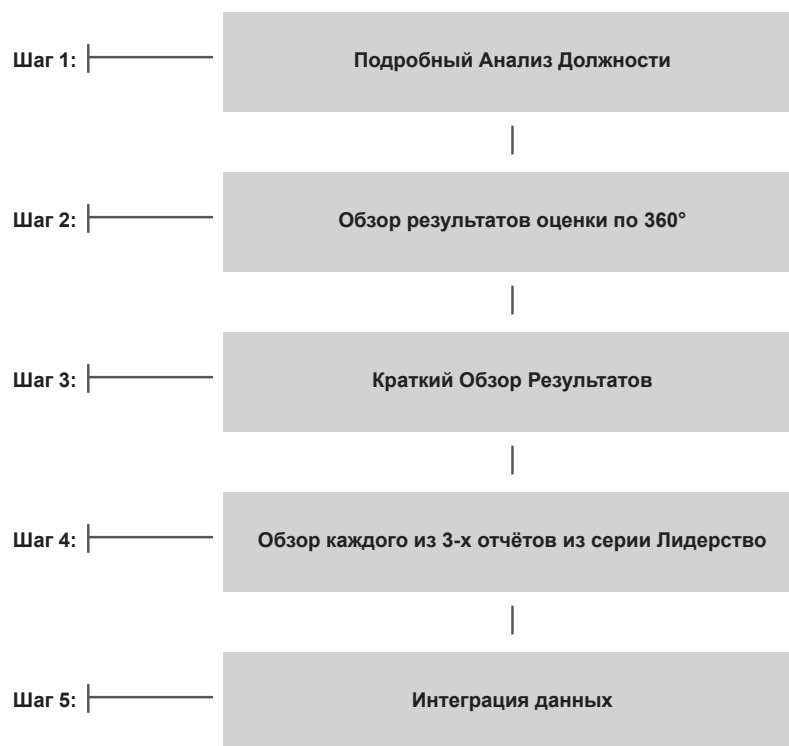 Шаг 1:
Подробный Анализ Должности
Шаг 2:
Обзор результатов оценки по 360°
Шаг 3:
Краткий Обзор Результатов
Шаг 4:
Обзор каждого из 3-х отчётов из серии Лидерство
Шаг 5:
Интеграция данных